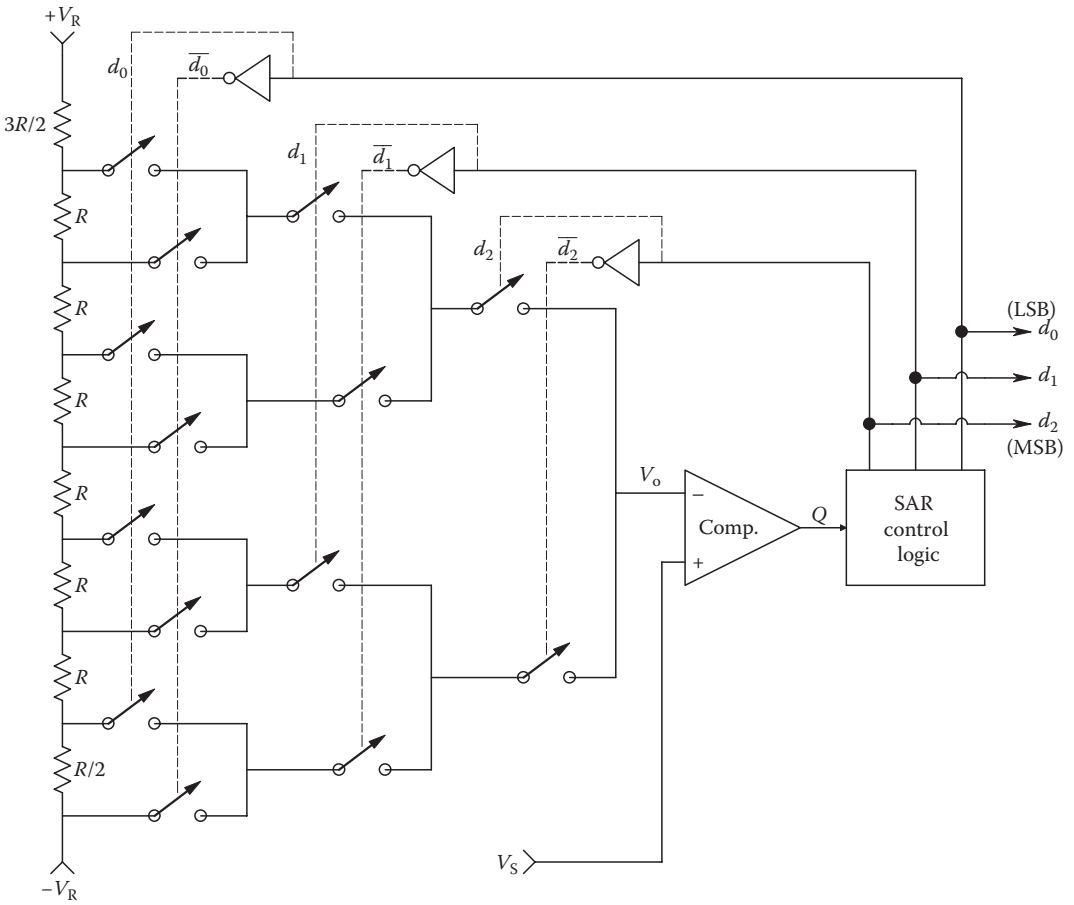 +V_R
d_0
\overline{d_0}
3R/2
d_1
\overline{d_1}
R
d_2
\overline{d_2}
R
(LSB)
d_0
R
d_1
d_2
(MSB)
R
V_o
−
Comp.
Q
SAR
control
logic
+
R
R
R/2
V_S
−V_R